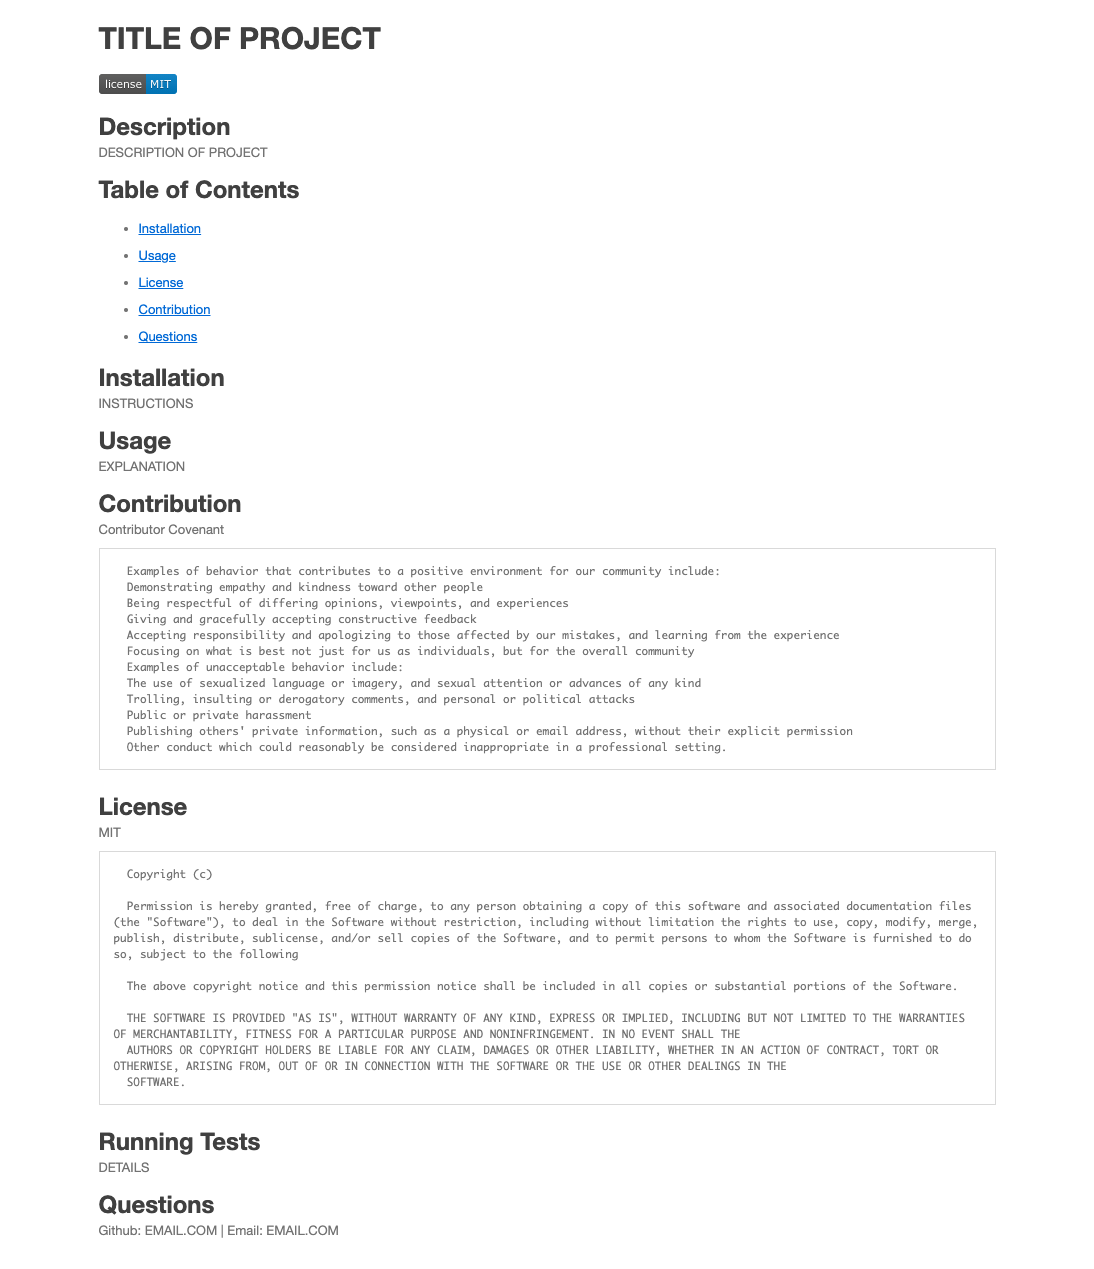 TITLE OF PROJECT
license MIT
Description
DESCRIPTION OF PROJECT
Table of Contents
Installation
Usage
License
Contribution
Questions
Installation
INSTRUCTIONS
Usage
EXPLANATION
Contribution
Contributor Covenant
Examples of behavior that contributes to a positive environment for our community include:
Demonstrating empathy and kindness toward other people
Being respectful of differing opinions, viewpoints, and experiences
Giving and gracefully accepting constructive feedback
Accepting responsibility and apologizing to those affected by our mistakes, and learning from the experience
Focusing on what is best not just for us as individuals, but for the overall community
Examples of unacceptable behavior include:
The use of sexualized language or imagery, and sexual attention or advances of any kind
Trolling, insulting or derogatory comments, and personal or political attacks
Public or private harassment
Publishing others' private information, such as a physical or email address, without their explicit permission
Other conduct which could reasonably be considered inappropriate in a professional setting.
License
MIT
Copyright (c)
Permission is hereby granted, free of charge, to any person obtaining a copy of this software and associated documentation files
(the "Software"), to deal in the Software without restriction, including without limitation the rights to use, copy, modify, merge,
publish, distribute, sublicense, and/or sell copies of the Software, and to permit persons to whom the Software is furnished to do
so, subject to the following
The above copyright notice and this permission notice shall be included in all copies or substantial portions of the Software.
THE SOFTWARE IS PROVIDED "AS IS", WITHOUT WARRANTY OF ANY KIND, EXPRESS OR IMPLIED, INCLUDING BUT NOT LIMITED TO THE WARRANTIES
OF MERCHANTABILITY, FITNESS FOR A PARTICULAR PURPOSE AND NONINFRINGEMENT. IN NO EVENT SHALL THE
AUTHORS OR COPYRIGHT HOLDERS BE LIABLE FOR ANY CLAIM, DAMAGES OR OTHER LIABILITY, WHETHER IN AN ACTION OF CONTRACT, TORT OR
OTHERWISE, ARISING FROM, OUT OF OR IN CONNECTION WITH THE SOFTWARE OR THE USE OR OTHER DEALINGS IN THE
SOFTWARE.
Running Tests
DETAILS
Questions
Github: EMAIL.COM | Email: EMAIL.COM